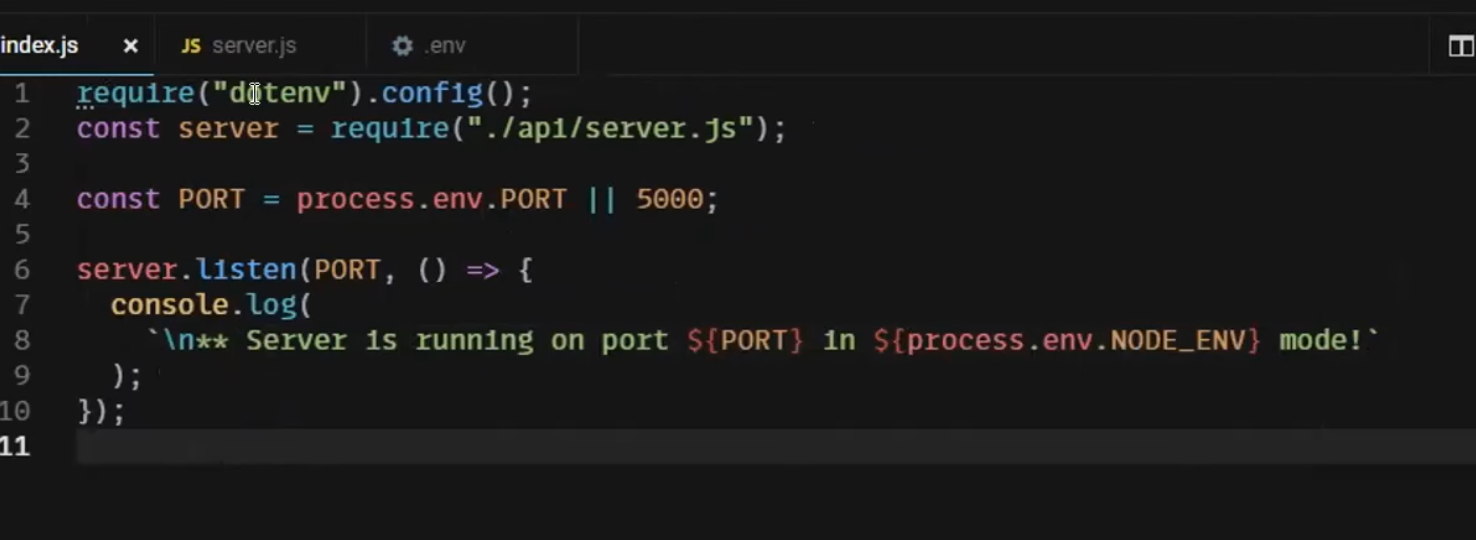 index.js × JS server.js .env
1 require("dotenv").config();
2 const server = require("./api/server.js");
3
4 const PORT = process.env.PORT || 5000;
5
6 server.listen(PORT, () => {
7   console.log(
8     `\n** Server is running on port ${PORT} in ${process.env.NODE_ENV} mode!`
9   );
10 });
11